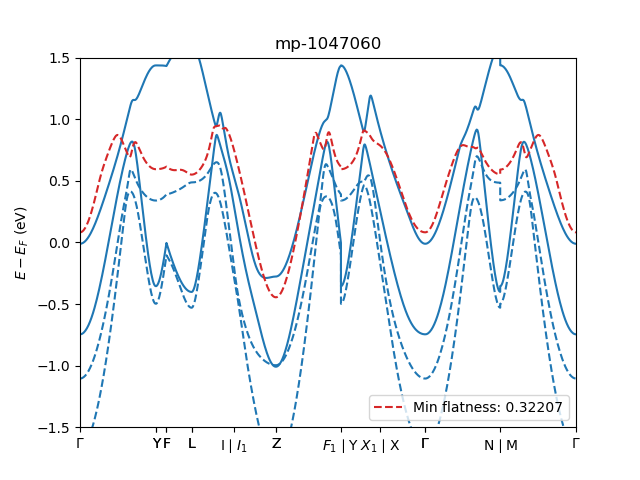 mp-1047060
E − E_F (eV)
1.5
1.0
0.5
0.0
−0.5
−1.0
−1.5
Min flatness: 0.32207
Γ Y F L I | I₁ Z F₁ | Y X₁ | X Γ N | M Γ